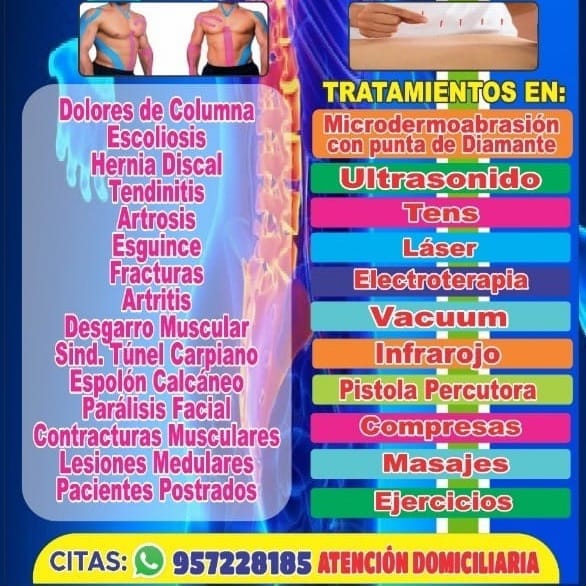 Dolores de Columna
Escoliosis
Hernia Discal
Tendinitis
Artrosis
Esguince
Fracturas
Artritis
Desgarro Muscular
Sind. Túnel Carpiano
Espolón Calcáneo
Parálisis Facial
Contracturas Musculares
Lesiones Medulares
Pacientes Postrados
TRATAMIENTOS EN:
Microdermoabrasión
con punta de Diamante
Ultrasonido
Tens
Láser
Electroterapia
Vacuum
Infrarojo
Pistola Percutora
Compresas
Masajes
Ejercicios
CITAS: 957228185 ATENCIÓN DOMICILIARIA